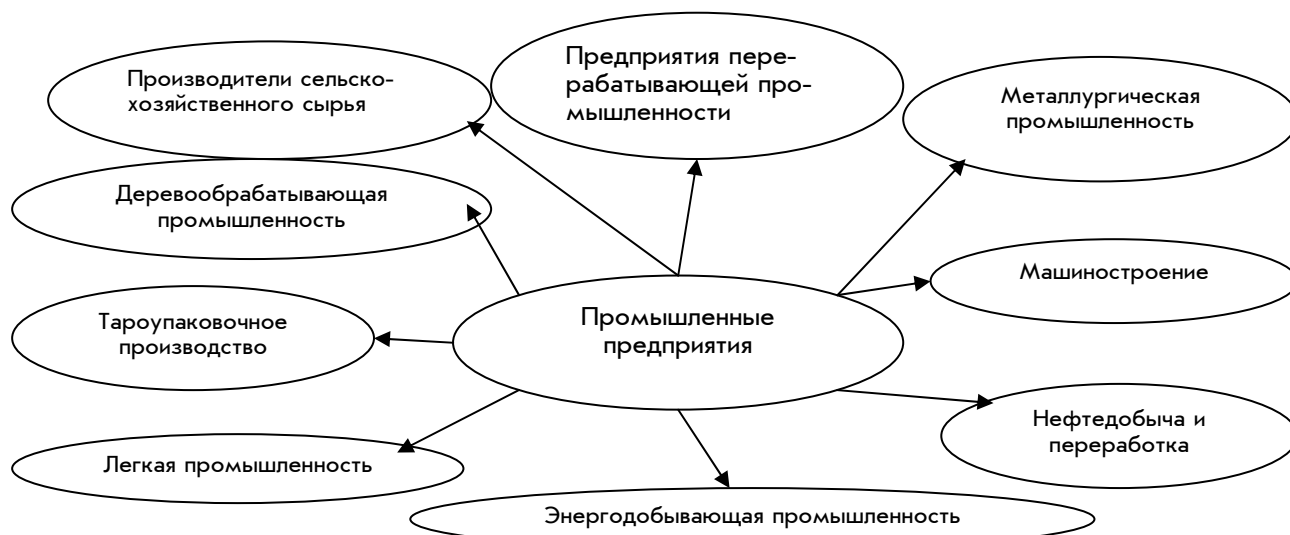 Производители сельско-
хозяйственного сырья
Предприятия пере-
рабатывающей про-
мышленности
Металлургическая
промышленность
Деревообрабатывающая
промышленность
Машиностроение
Тароупаковочное
производство
Промышленные
предприятия
Нефтедобыча и
переработка
Легкая промышленность
Энергодобывающая промышленность